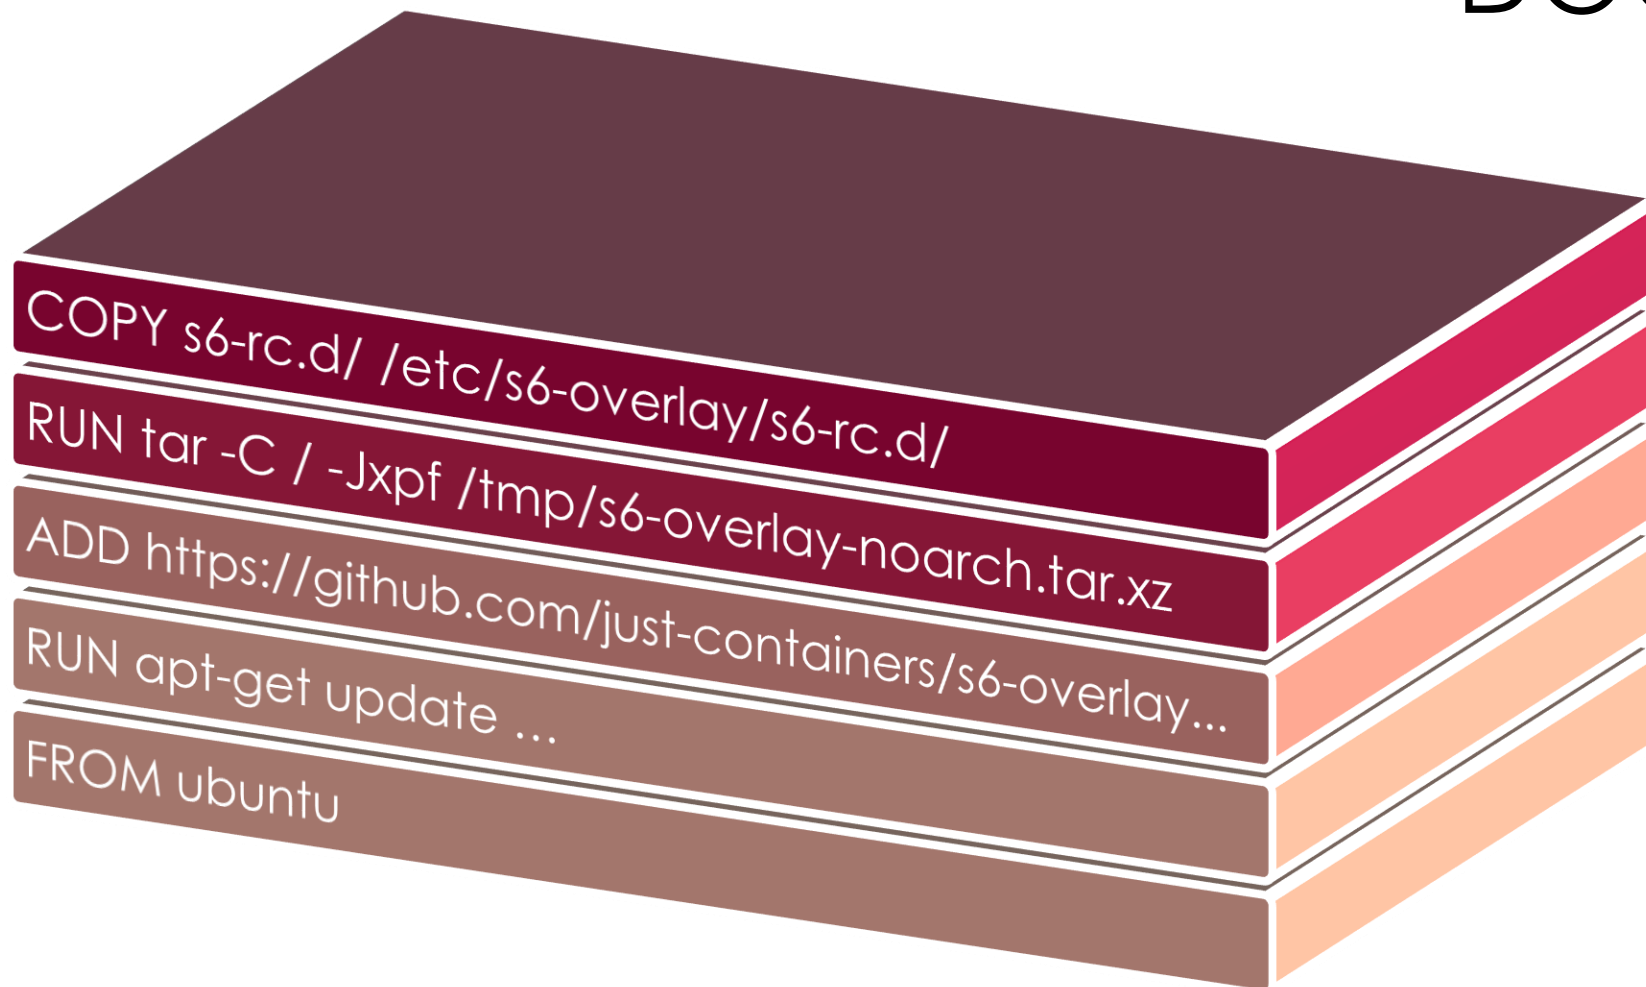 COPY s6-rc.d/ /etc/s6-overlay/s6-rc.d/
RUN tar -C / -Jxpf /tmp/s6-overlay-noarch.tar.xz
ADD https://github.com/just-containers/s6-overlay...
RUN apt-get update ...
FROM ubuntu